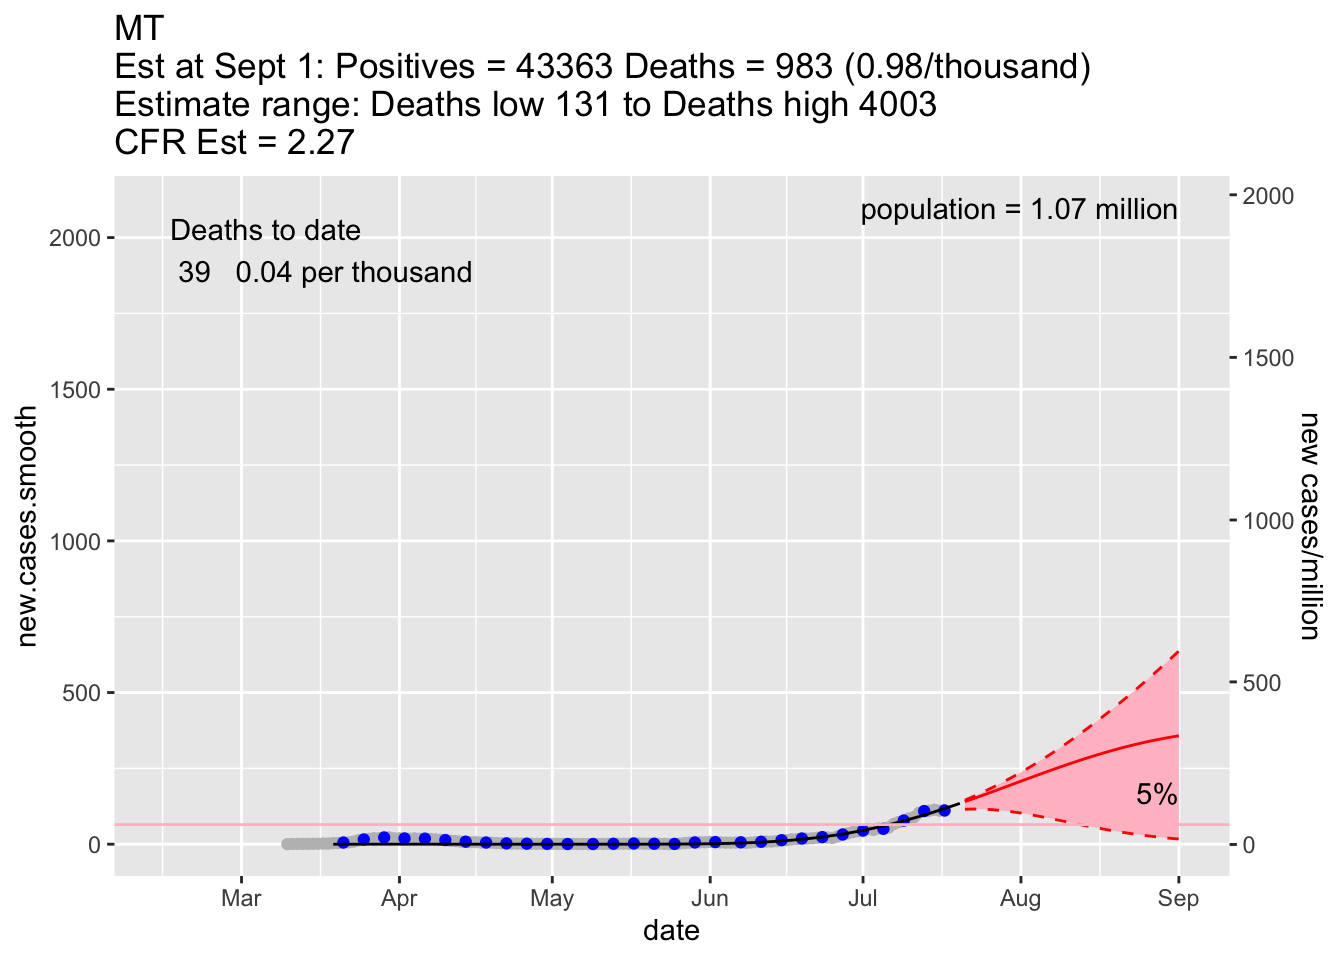 MT
Est at Sept 1: Positives = 43363 Deaths = 983 (0.98/thousand)
Estimate range: Deaths low 131 to Deaths high 4003
CFR Est = 2.27
population = 1.07 million
Deaths to date
39 0.04 per thousand
2000
1500
1000
500
0
new.cases.smooth
2000
1500
1000
500
0
new cases/million
5%
Mar Apr May Jun Jul Aug Sep
date